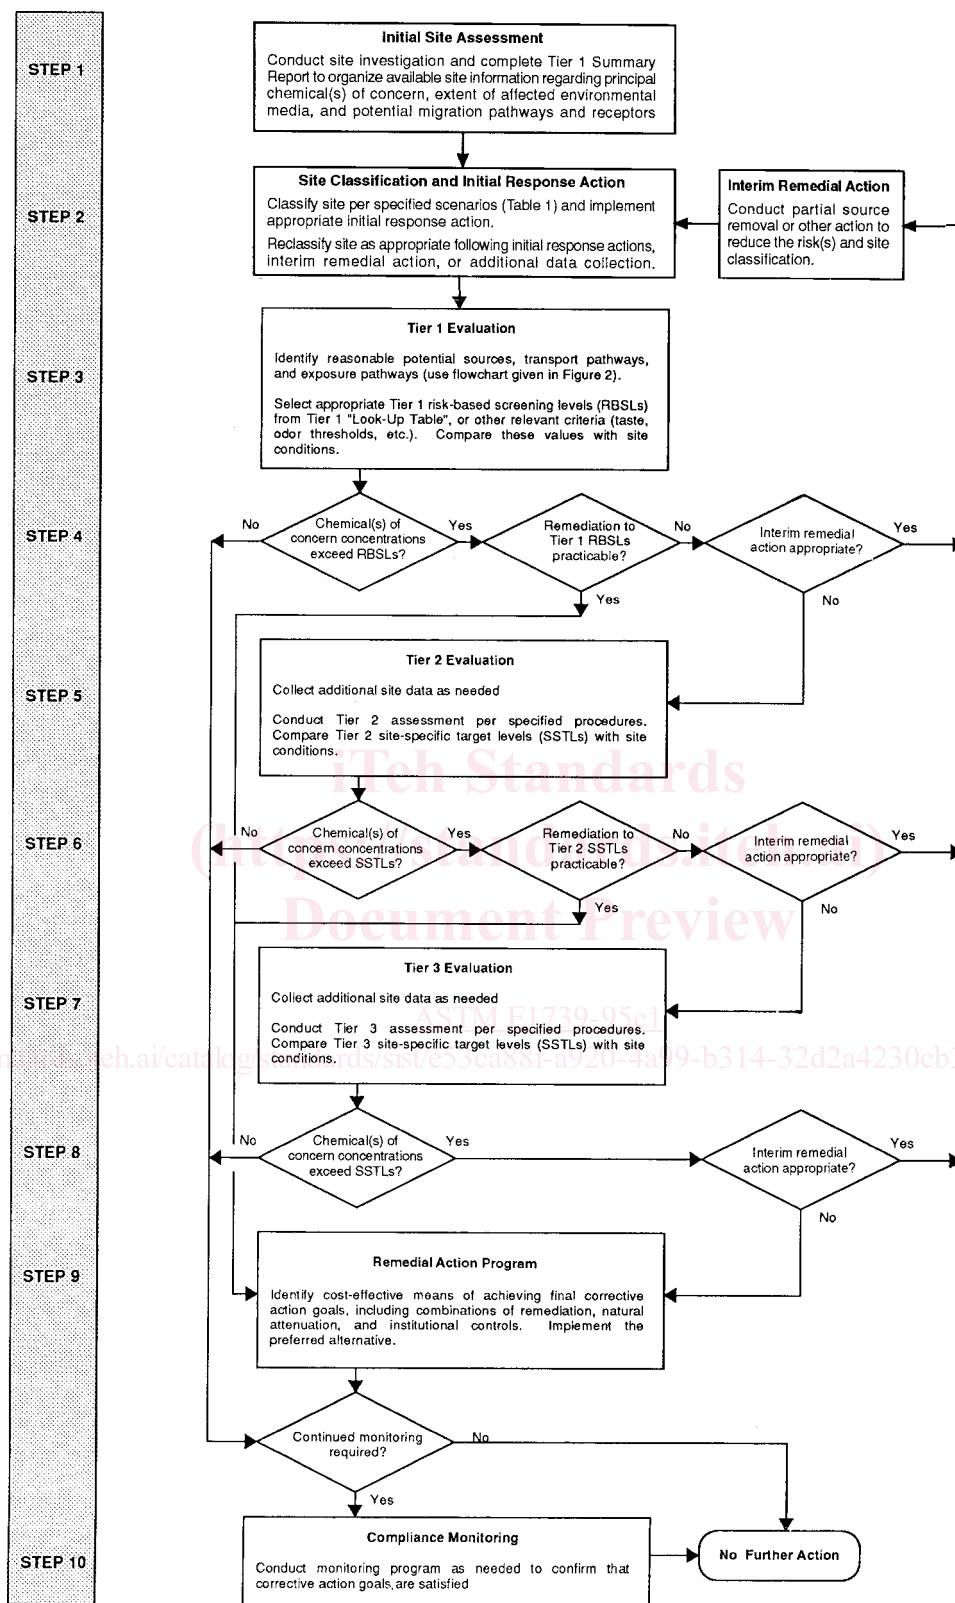 STEP 1
Initial Site Assessment
Conduct site investigation and complete Tier 1 Summary
Report to organize available site information regarding principal
chemical(s) of concern, extent of affected environmental
media, and potential migration pathways and receptors
STEP 2
Site Classification and Initial Response Action
Classify site per specified scenarios (Table 1) and implement
appropriate initial response action.
Reclassify site as appropriate following initial response actions,
interim remedial action, or additional data collection.
Interim Remedial Action
Conduct partial source
removal or other action to
reduce the risk(s) and site
classification.
STEP 3
Tier 1 Evaluation
Identify reasonable potential sources, transport pathways,
and exposure pathways (use flowchart given in Figure 2).
Select appropriate Tier 1 risk-based screening levels (RBSLs)
from Tier 1 "Look-Up Table", or other relevant criteria (taste,
odor thresholds, etc.). Compare these values with site
conditions.
STEP 4
No
Chemical(s) of
concern concentrations
exceed RBSLs?
Yes
Remediation to
Tier 1 RBSLs
practicable?
No
Interim remedial
action appropriate?
Yes
Yes
No
STEP 5
Tier 2 Evaluation
Collect additional site data as needed
Conduct Tier 2 assessment per specified procedures.
Compare Tier 2 site-specific target levels (SSTLs) with site
conditions.
iTeh Standards
(https://standards.iteh.ai)
Document Preview
STEP 6
No
Chemical(s) of
concern concentrations
exceed SSTLs?
Yes
Remediation to
Tier 2 SSTLs
practicable?
No
Interim remedial
action appropriate?
Yes
Yes
No
STEP 7
Tier 3 Evaluation
Collect additional site data as needed
Conduct Tier 3 assessment per specified procedures.
Compare Tier 3 site-specific target levels (SSTLs) with site
conditions.
ASTM E1739-95e1
STEP 8
No
Chemical(s) of
concern concentrations
exceed SSTLs?
Yes
Interim remedial
action appropriate?
Yes
No
STEP 9
Remedial Action Program
Identify cost-effective means of achieving final corrective
action goals, including combinations of remediation, natural
attenuation, and institutional controls. Implement the
preferred alternative.
Continued monitoring
required?
No
Yes
STEP 10
Compliance Monitoring
Conduct monitoring program as needed to confirm that
corrective action goals, are satisfied
No Further Action